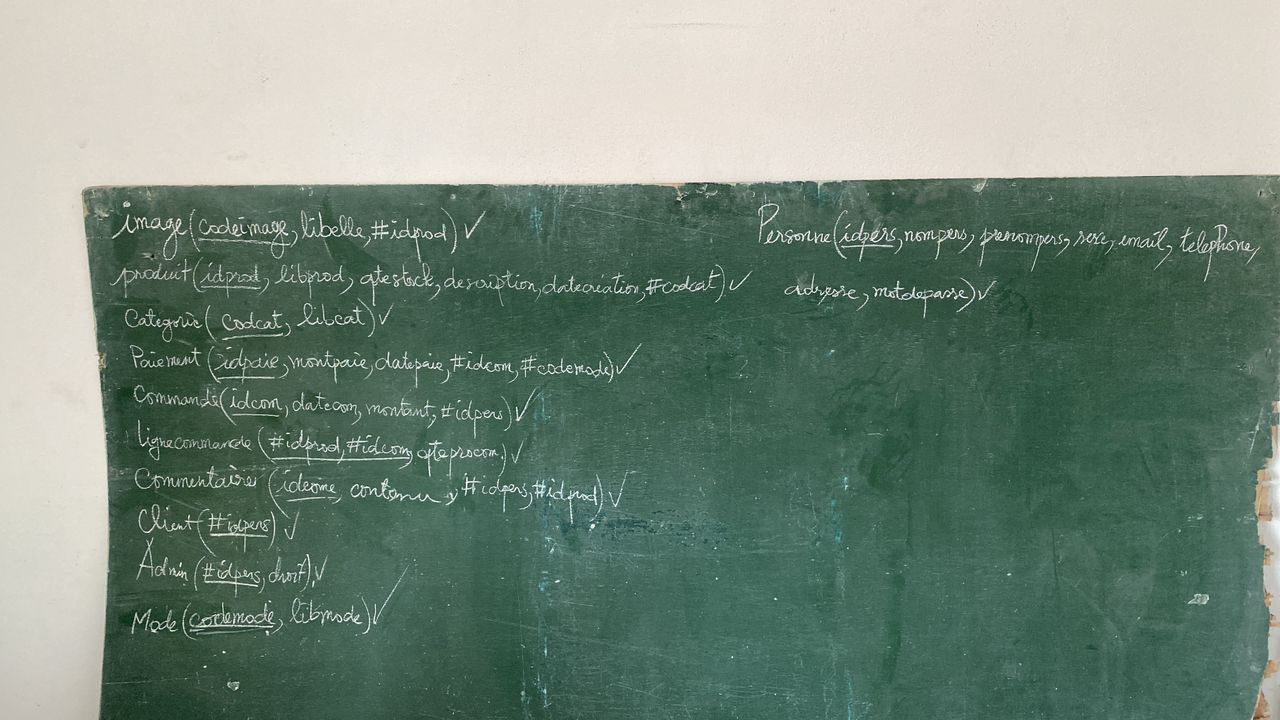 image(codeimage, libelle, #idprod) ✓
produit(idprod, libprod, qtestock, description, datecréation, #codcat) ✓
Categorie(codcat, libcat) ✓
Paiement (idpaie, montpaie, datepaie, #idcom, #codemode) ✓
Commande(idcom, datecom, montant, #idpers) ✓
lignecommande (#idprod, #idcom, qteprocom) ✓
Commentaires (idcome, contenu, #idpers, #idprod) ✓
Client(#idpers) ✓
Admin (#idpers, droit) ✓
Mode(codemode, libmode) ✓
Personne(idpers, nompers, prenompers, sexe, email, telephone,
adresse, motdepasse) ✓